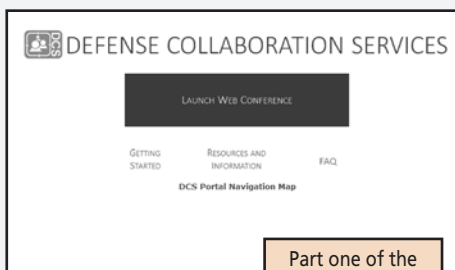 DCS DEFENSE COLLABORATION SERVICES
LAUNCH WEB CONFERENCE
GETTING STARTED
RESOURCES AND INFORMATION
FAQ
DCS Portal Navigation Map
Part one of the